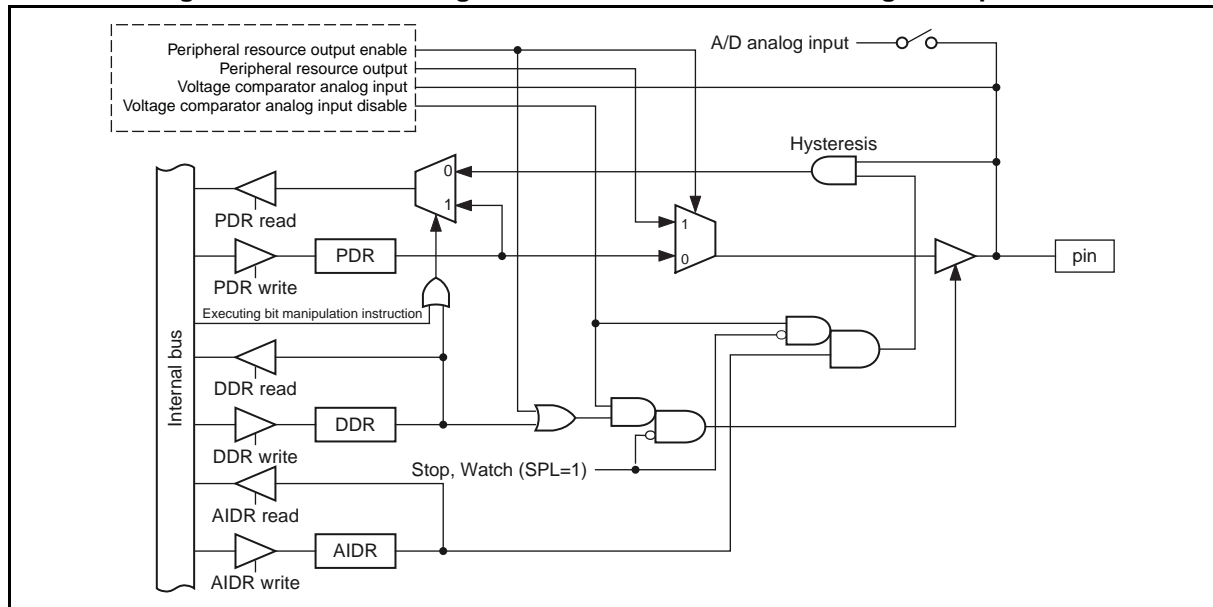 Peripheral resource output enable
Peripheral resource output
Voltage comparator analog input
Voltage comparator analog input disable
A/D analog input
Hysteresis
0
1
PDR read
1
0
PDR
pin
PDR write
Executing bit manipulation instruction
Internal bus
DDR read
DDR
DDR write
Stop, Watch (SPL=1)
AIDR read
AIDR
AIDR write